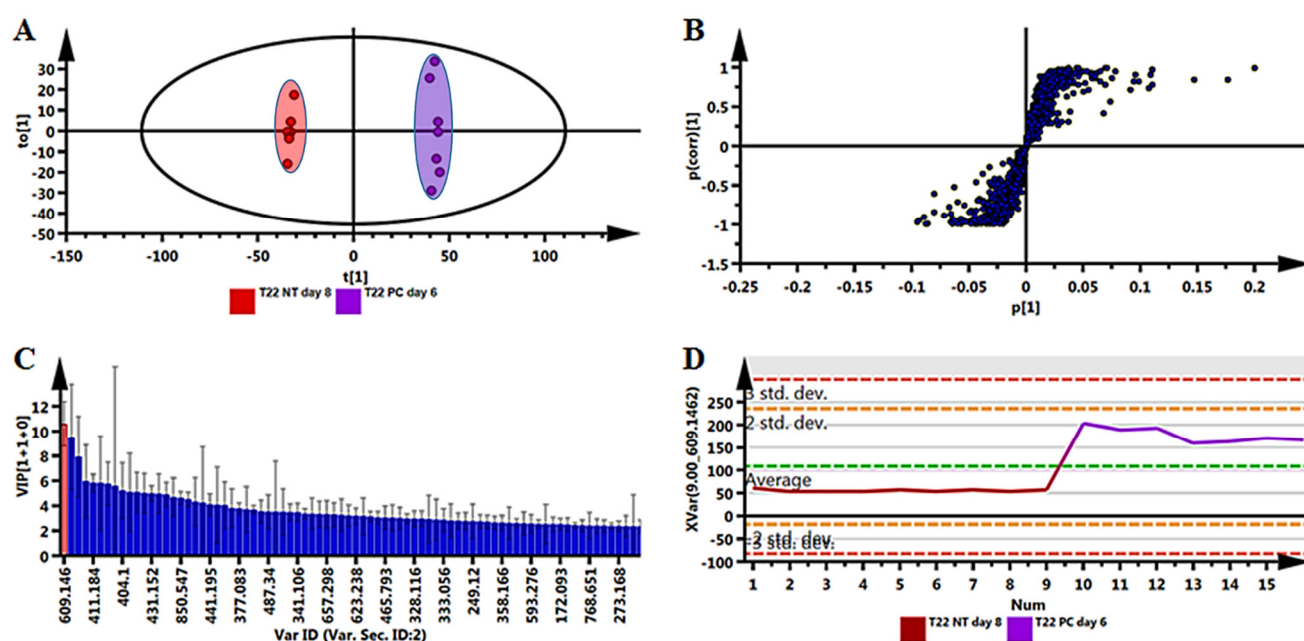 A
to[1]
30
20
10
0
-10
-20
-30
-40
-50
-150 -100 -50 0 50 100
t[1]
T22 NT day 8 T22 PC day 6
B
p(corr)[1]
1
0.5
0
-0.5
-1
-1.5
-0.25 -0.2 -0.15 -0.1 -0.05 0 0.05 0.1 0.15 0.2
p[1]
C
VIP[1+1+0]
12
10
8
6
4
2
0
609.146 411.184 404.1 431.152 850.547 441.195 377.083 487.34 341.106 657.298 623.238 465.793 328.116 333.056 249.12 358.166 593.276 172.093 768.651 273.168
Var ID (Var. Sec. ID:2)
D
XVar(9.00_609.1462)
250
200
150
100
50
0
-50
-100
3 std. dev.
2 std. dev.
Average
-2 std. dev.
-3 std. dev.
1 2 3 4 5 6 7 8 9 10 11 12 13 14 15
Num
T22 NT day 8 T22 PC day 6